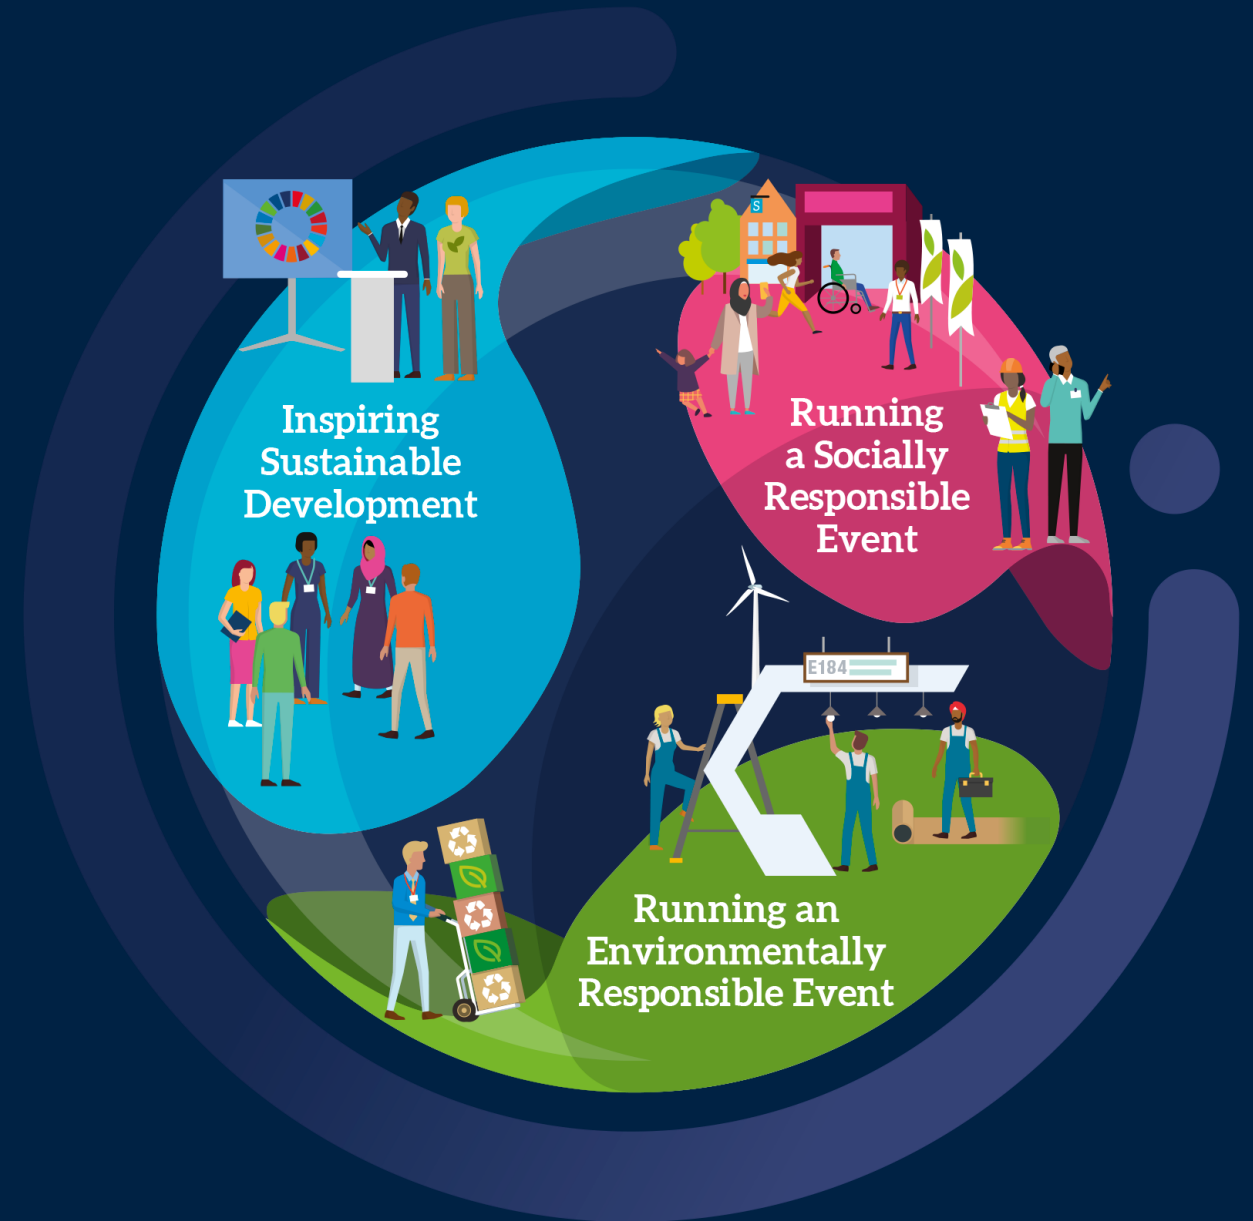 S
Inspiring
Sustainable
Development
Running
a Socially
Responsible
Event
E184
Running an
Environmentally
Responsible Event